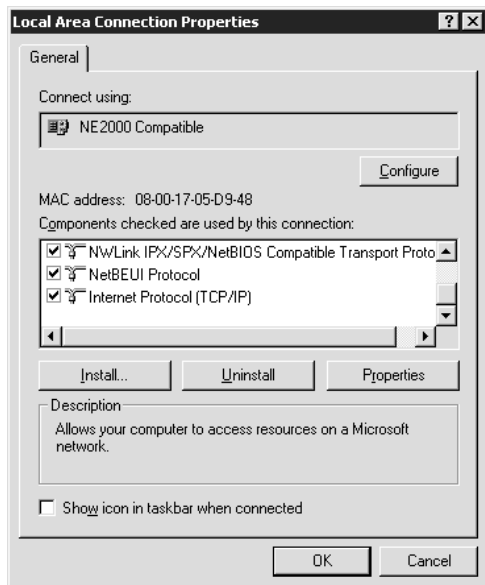 Local Area Connection Properties
General
Connect using:
NE2000 Compatible
Configure
MAC address: 08-00-17-05-D9-48
Components checked are used by this connection:
NWLink IPX/SPX/NetBIOS Compatible Transport Proto
NetBEUI Protocol
Internet Protocol (TCP/IP)
Install...
Uninstall
Properties
Description
Allows your computer to access resources on a Microsoft
network.
Show icon in taskbar when connected
OK
Cancel